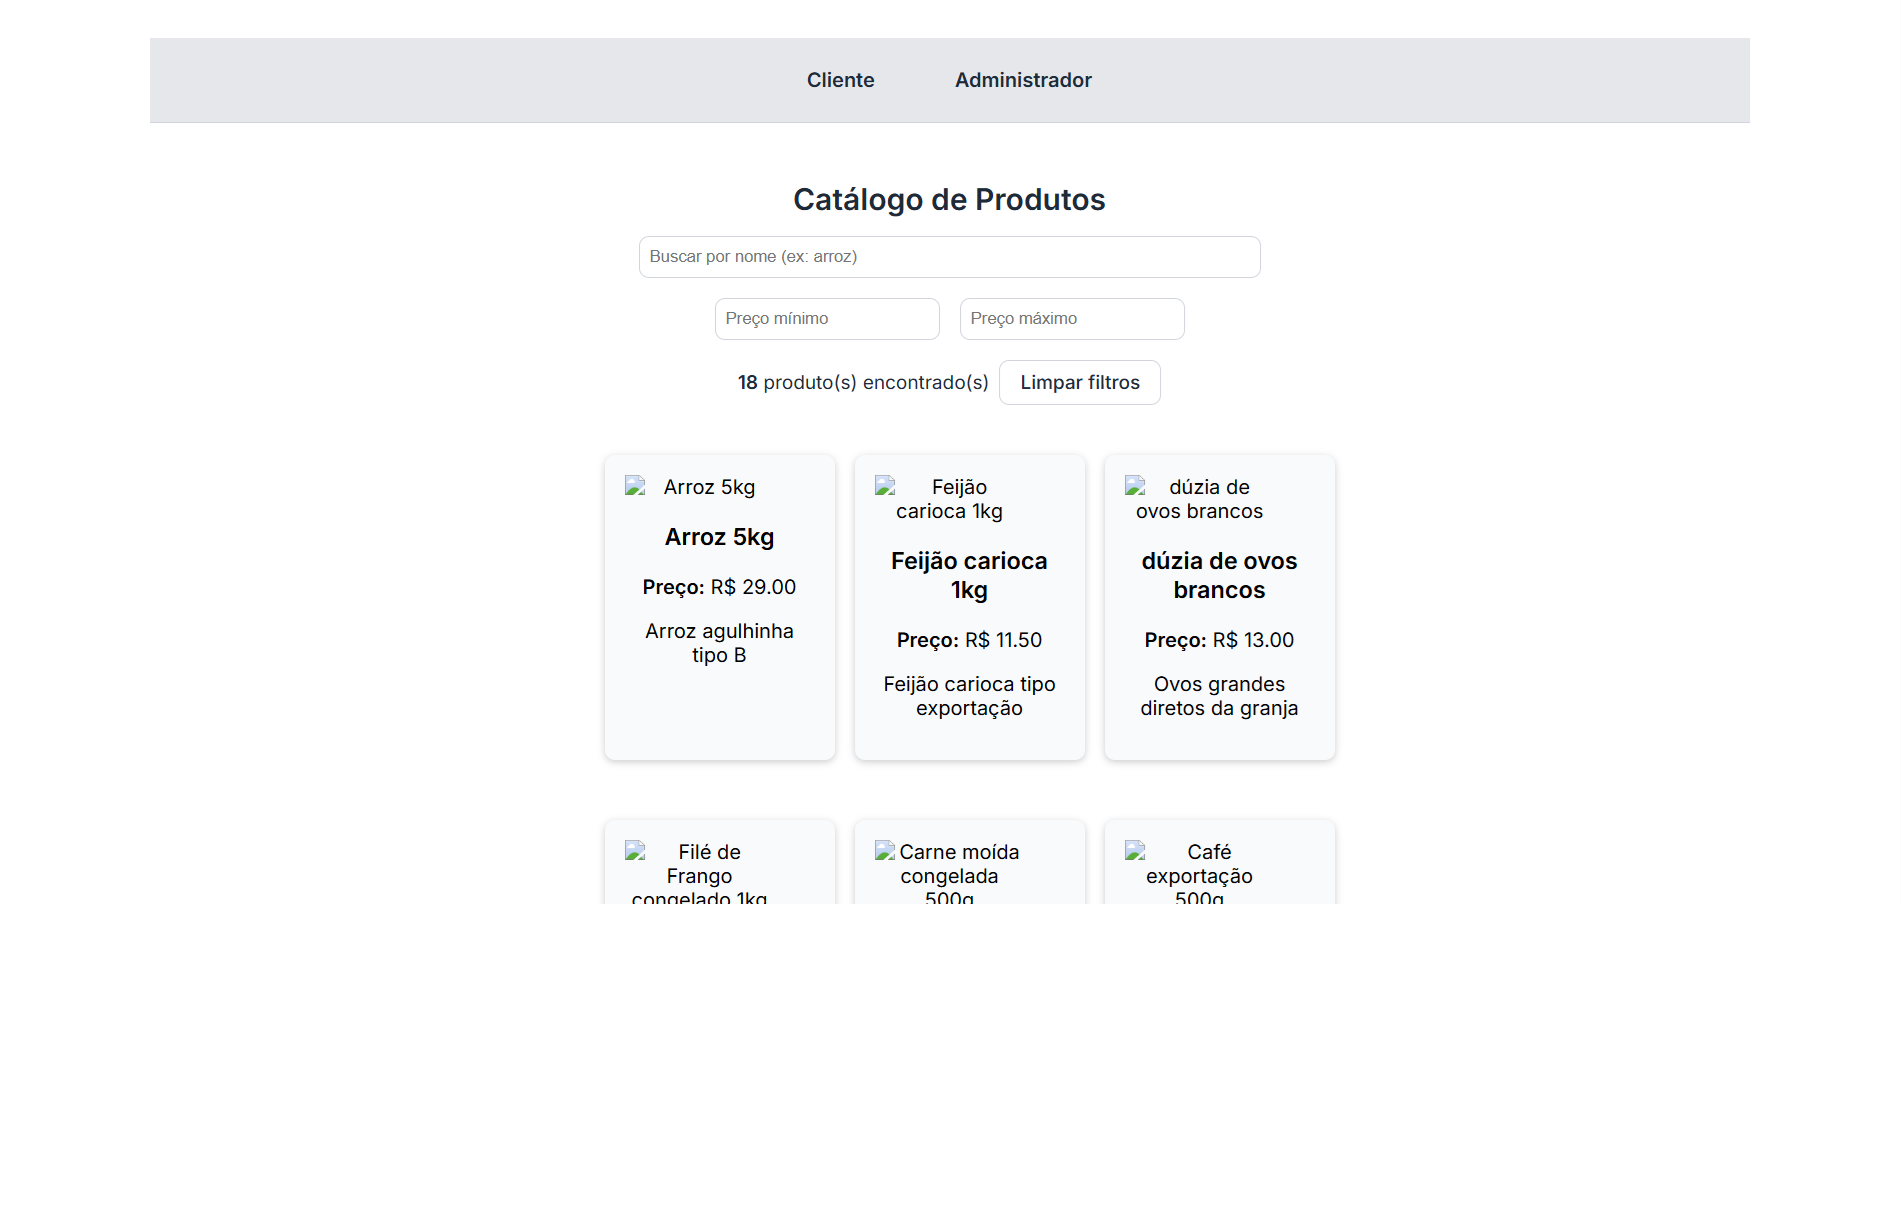 Cliente Administrador
Catálogo de Produtos
Buscar por nome (ex: arroz)
Preço mínimo Preço máximo
18 produto(s) encontrado(s) Limpar filtros
Arroz 5kg
Arroz 5kg
Preço: R$ 29.00
Arroz agulhinha
tipo B
Feijão
carioca 1kg
Feijão carioca
1kg
Preço: R$ 11.50
Feijão carioca tipo
exportação
dúzia de
ovos brancos
dúzia de ovos
brancos
Preço: R$ 13.00
Ovos grandes
diretos da granja
Filé de
Frango
congelado 1kg
Carne moída
congelada
500g
Café
exportação
500g